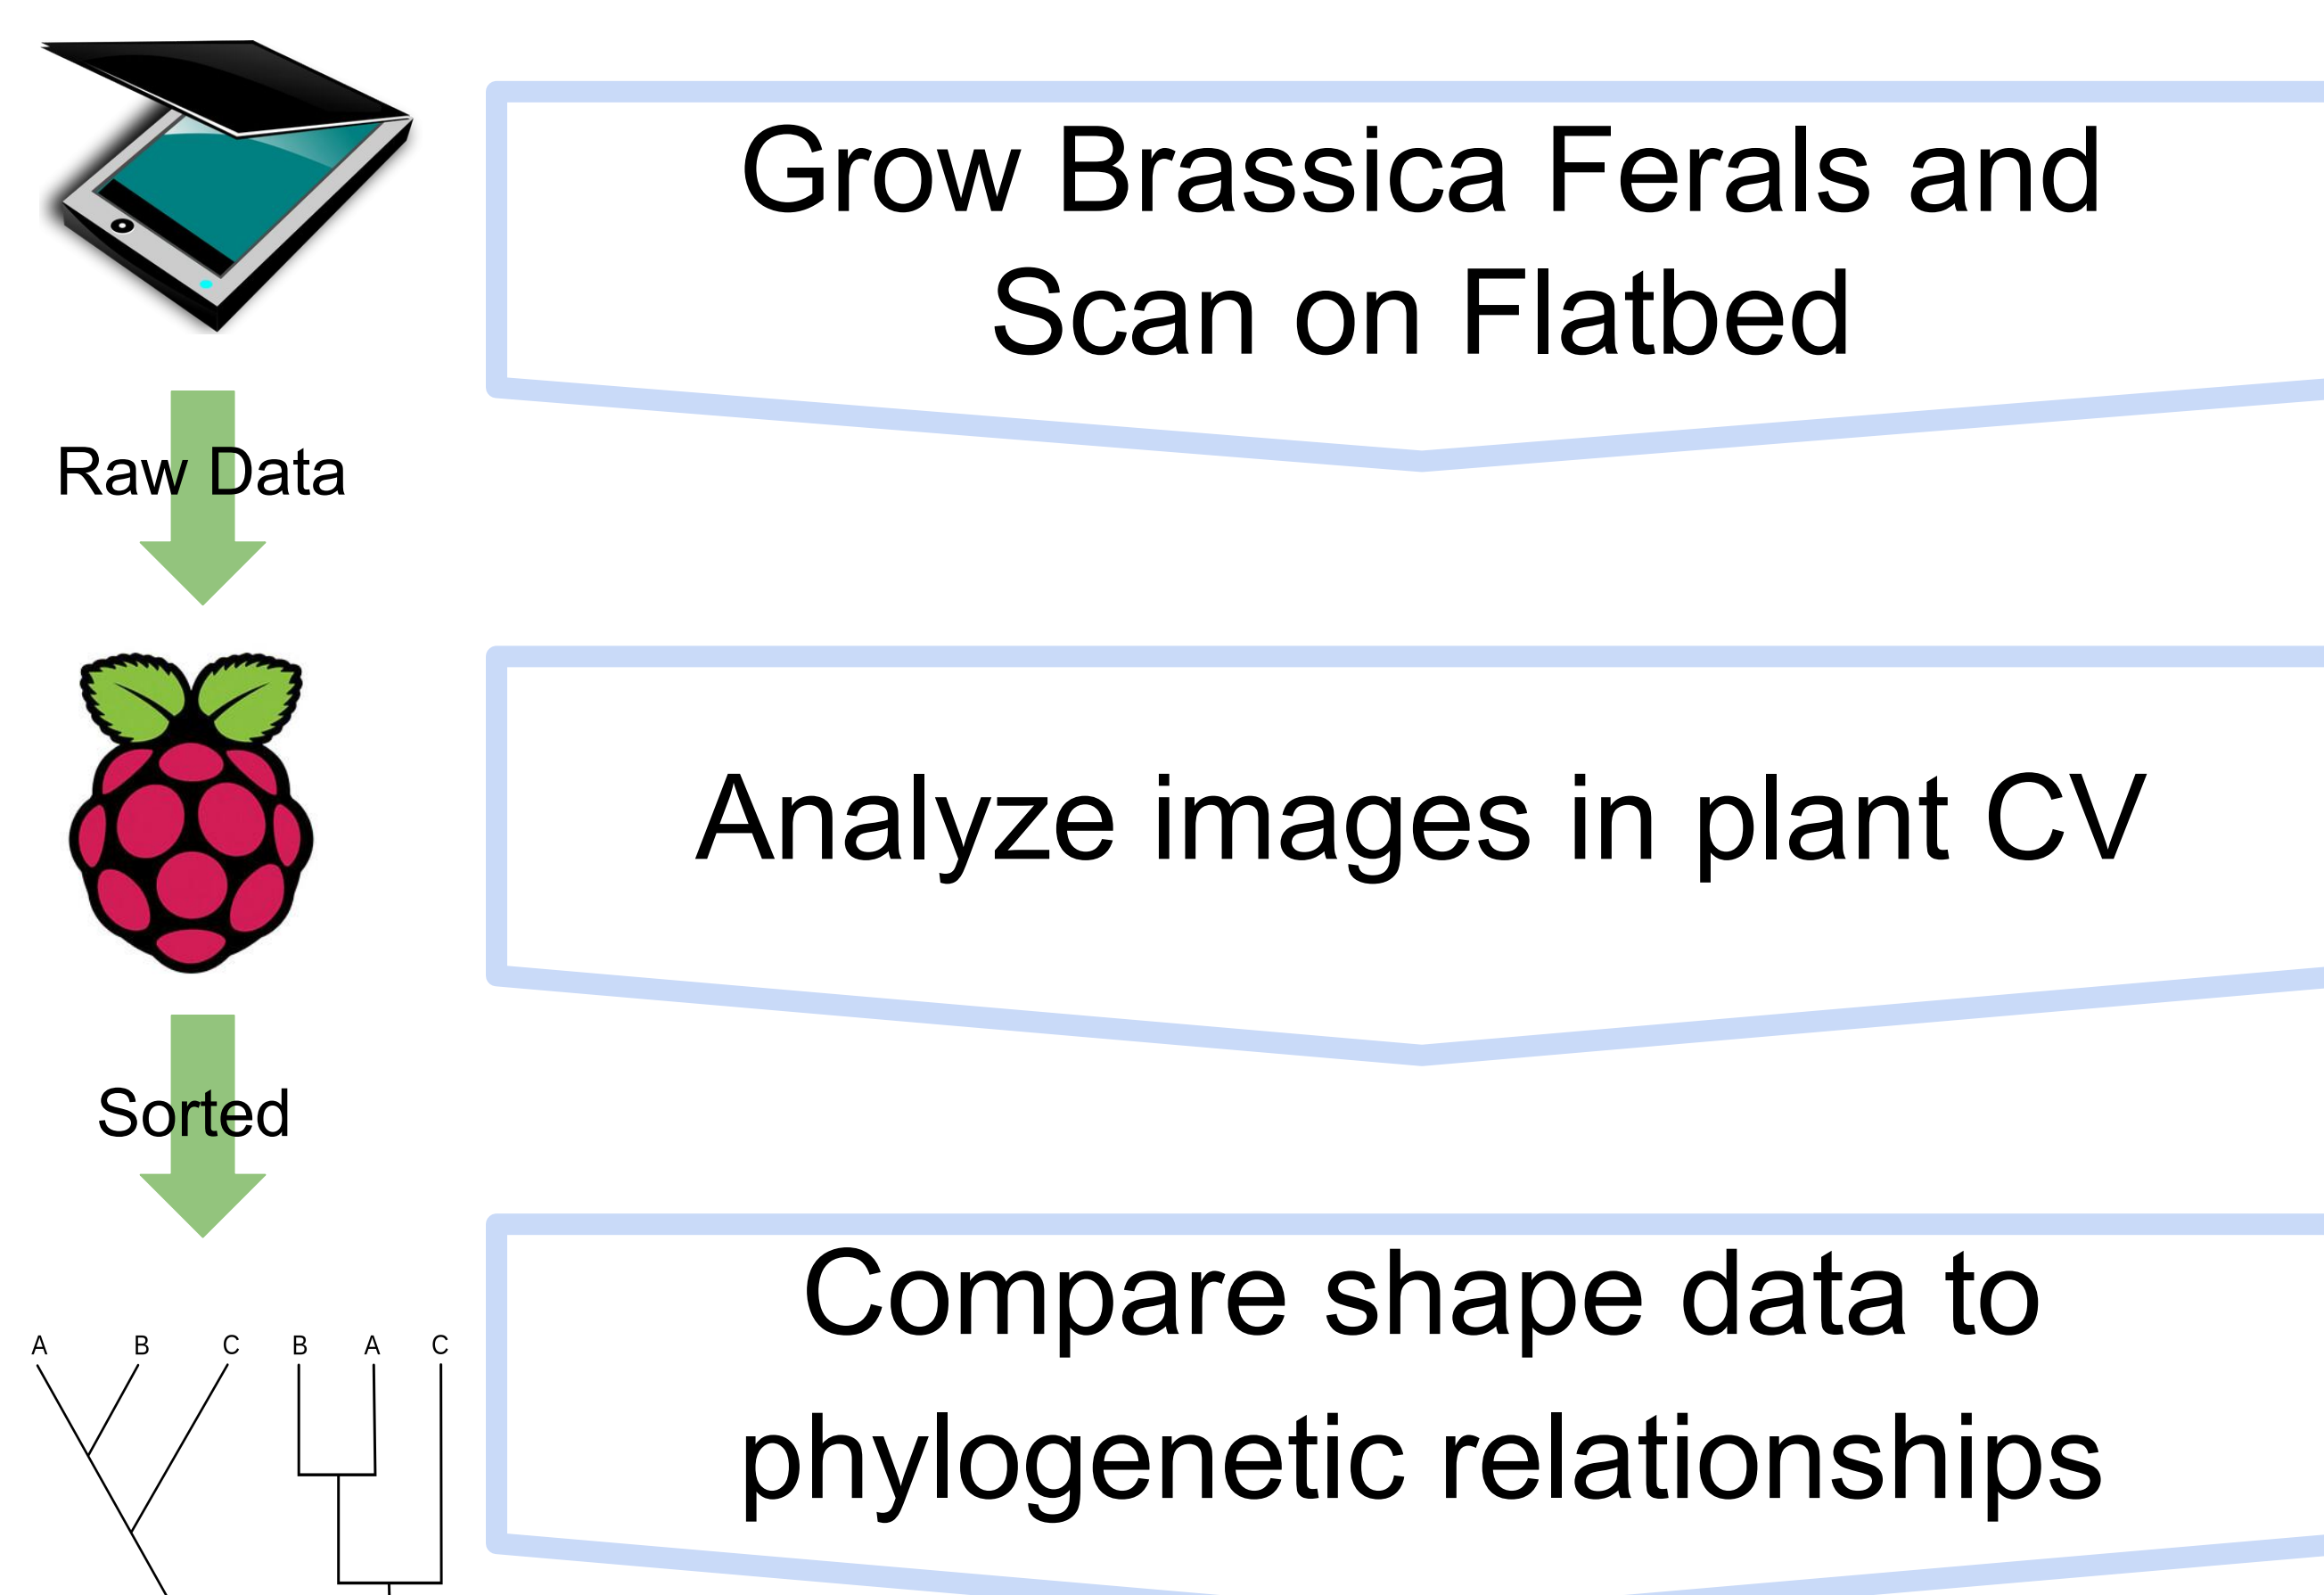 Grow Brassica Ferals and
Scan on Flatbed
Raw Data
Analyze images in plant CV
Sorted
Compare shape data to
phylogenetic relationships
A B C B A C